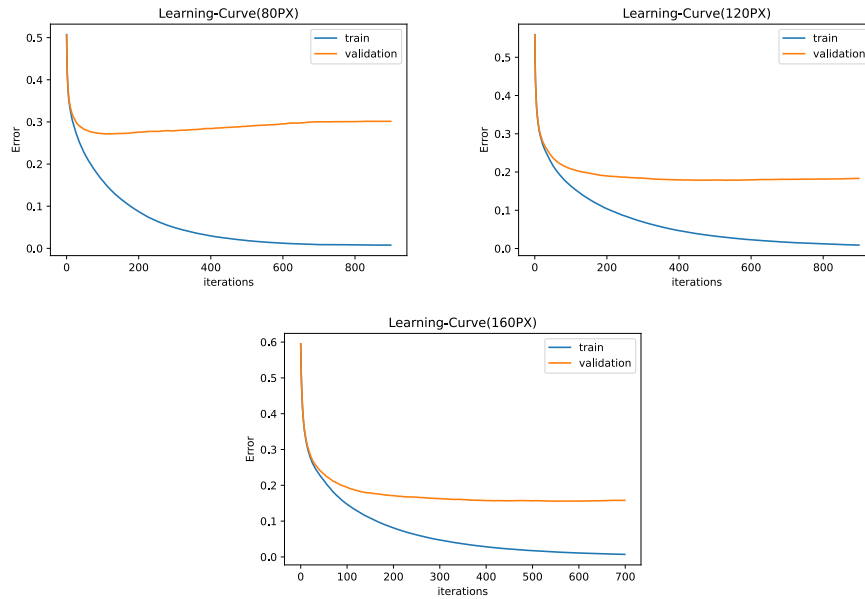 Learning-Curve(80PX)
train
validation
Error
0.5
0.4
0.3
0.2
0.1
0.0
0 200 400 600 800
iterations
Learning-Curve(120PX)
train
validation
Error
0.5
0.4
0.3
0.2
0.1
0.0
0 200 400 600 800
iterations
Learning-Curve(160PX)
train
validation
Error
0.6
0.5
0.4
0.3
0.2
0.1
0.0
0 100 200 300 400 500 600 700
iterations